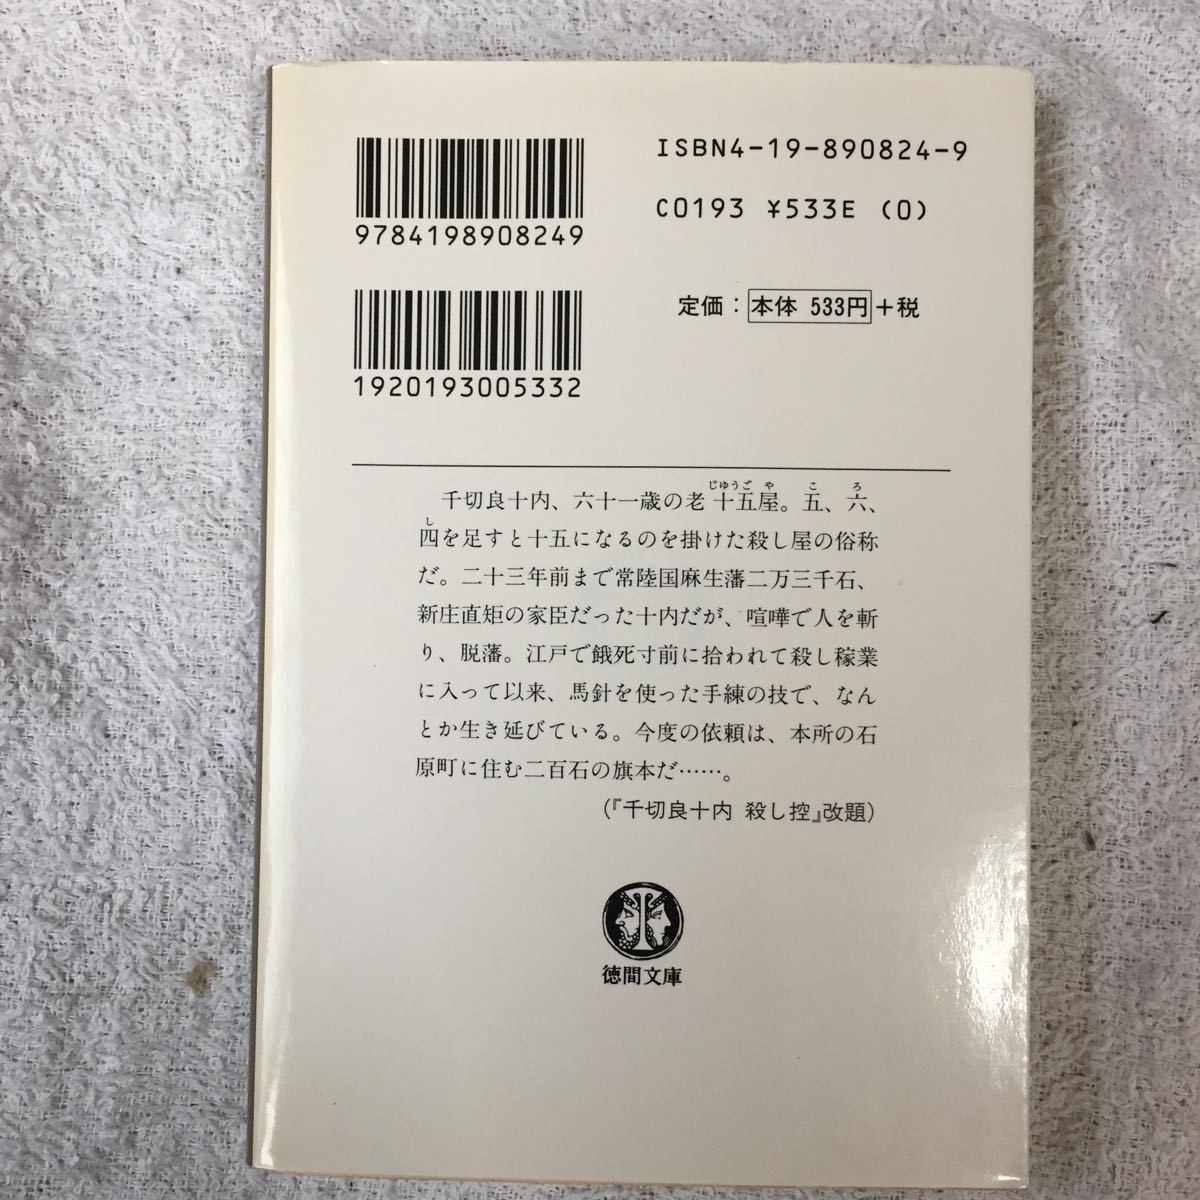 ISBN4-19-890824-9
9784198908249
C0193 ¥533E (0)
定価：本体 533円＋税
1920193005332
千切良十内、六十一歳の老十五屋。五、六、
四を足すと十五になるのを掛けた殺し屋の俗称
だ。二十三年前まで常陸国麻生藩二万三千石、
新庄直矩の家臣だった十内だが、喧嘩で人を斬
り、脱藩。江戸で餓死寸前に拾われて殺し稼業
に入って以来、馬針を使った手練の技で、なん
とか生き延びている。今度の依頼は、本所の石
原町に住む二百石の旗本だ……。
（『千切良十内 殺し控』改題）
徳間文庫